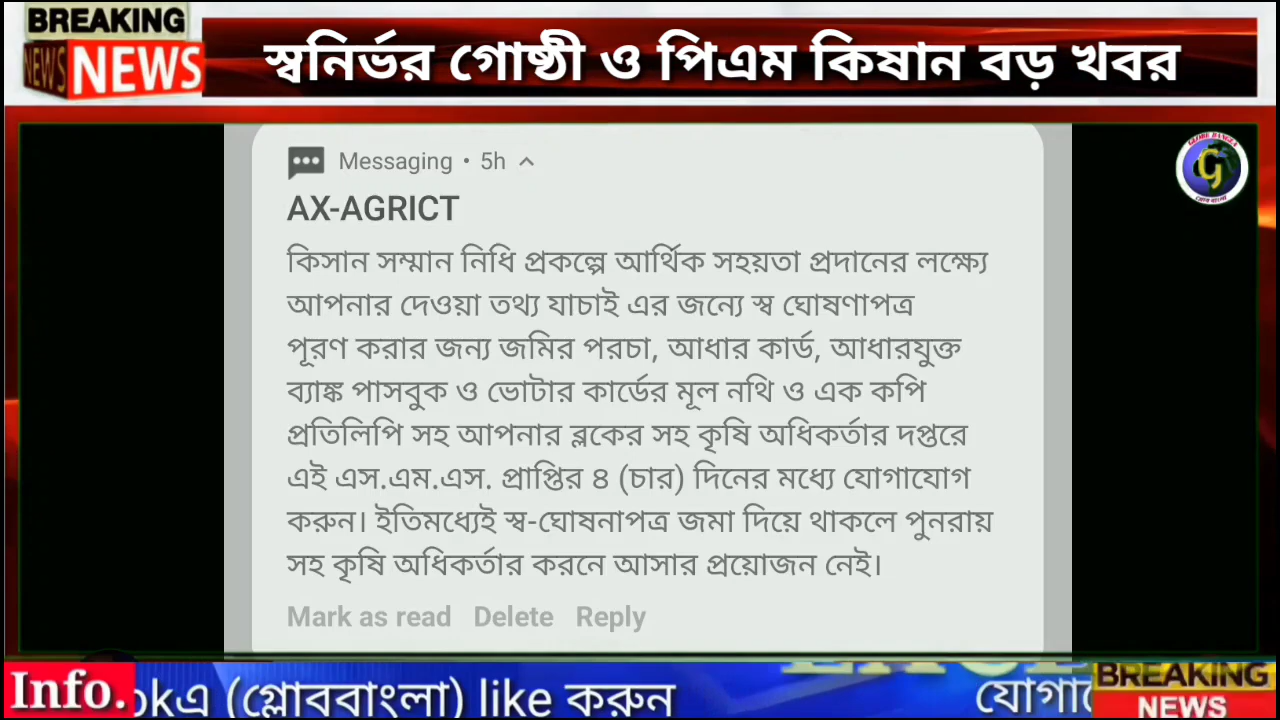 BREAKING
NEWS NEWS
স্বনির্ভর গোষ্ঠী ও পিএম কিষান বড় খবর
GLOBE BANGLA
G
গ্লোব বাংলা
Messaging • 5h
AX-AGRICT
কিসান সম্মান নিধি প্রকল্পে আর্থিক সহয়তা প্রদানের লক্ষ্যে
আপনার দেওয়া তথ্য যাচাই এর জন্যে স্ব ঘোষণাপত্র
পূরণ করার জন্য জমির পরচা, আধার কার্ড, আধারযুক্ত
ব্যাঙ্ক পাসবুক ও ভোটার কার্ডের মূল নথি ও এক কপি
প্রতিলিপি সহ আপনার ব্লকের সহ কৃষি অধিকর্তার দপ্তরে
এই এস.এম.এস. প্রাপ্তির ৪ (চার) দিনের মধ্যে যোগাযোগ
করুন। ইতিমধ্যেই স্ব-ঘোষনাপত্র জমা দিয়ে থাকলে পুনরায়
সহ কৃষি অধিকর্তার করনে আসার প্রয়োজন নেই।
Mark as read Delete Reply
Info. okএ (গ্লোববাংলা) like করুন যোগা
BREAKING
NEWS